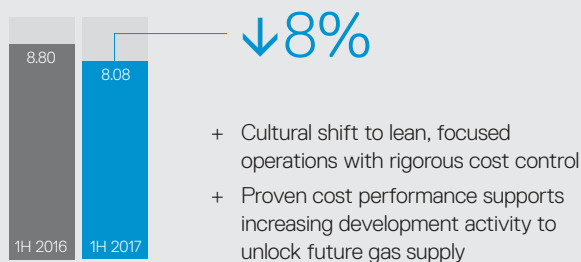 ↓8%
8.80
8.08
1H 2016
1H 2017
+ Cultural shift to lean, focused
operations with rigorous cost control
+ Proven cost performance supports
increasing development activity to
unlock future gas supply